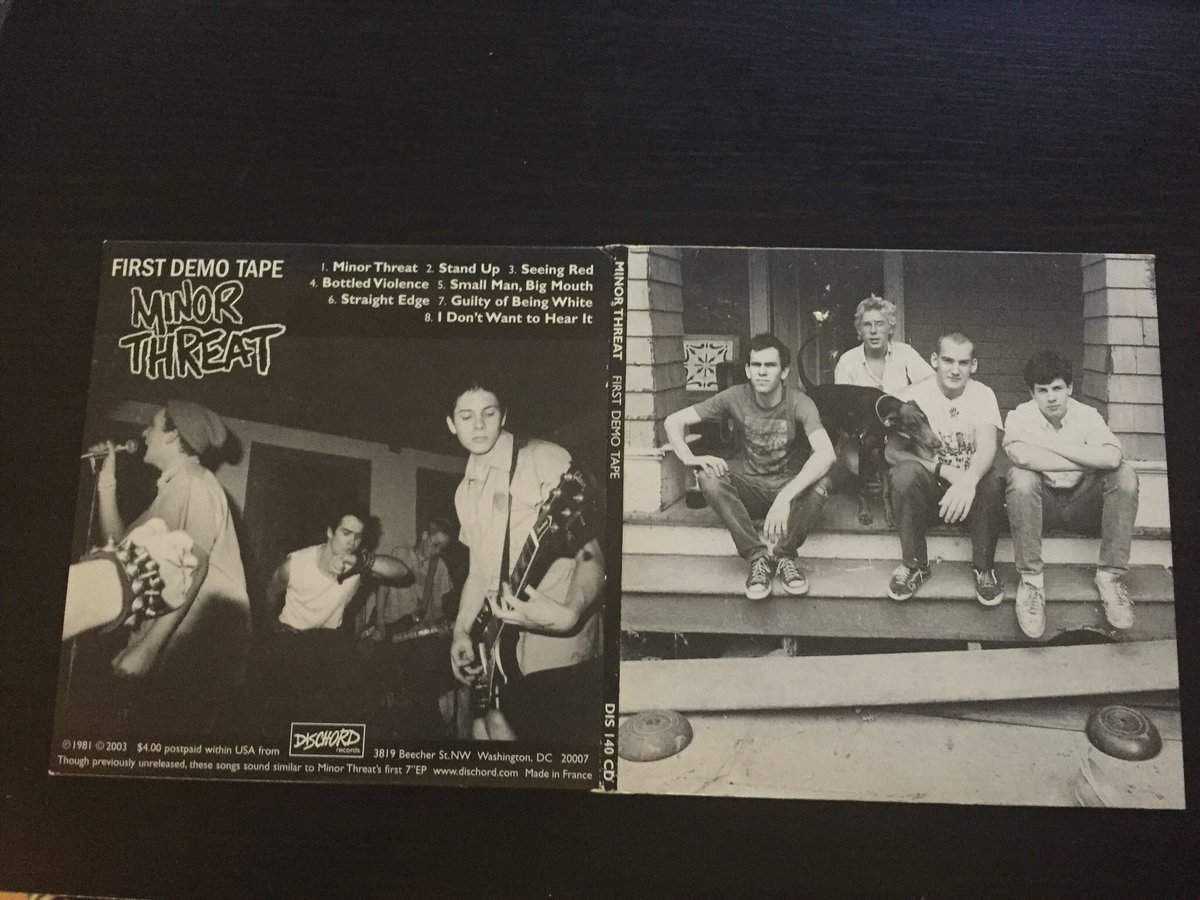 FIRST DEMO TAPE
MINOR
THREAT
1. Minor Threat 2. Stand Up 3. Seeing Red
4. Bottled Violence 5. Small Man, Big Mouth
6. Straight Edge 7. Guilty of Being White
8. I Don't Want to Hear It
℗1981 ©2003 $4.00 postpaid within USA from
DISCHORD
records
3819 Beecher St. NW Washington, DC 20007
Though previously unreleased, these songs sound similar to Minor Threat's first 7"EP www.dischord.com Made in France
MINOR THREAT FIRST DEMO TAPE DIS 140 CD